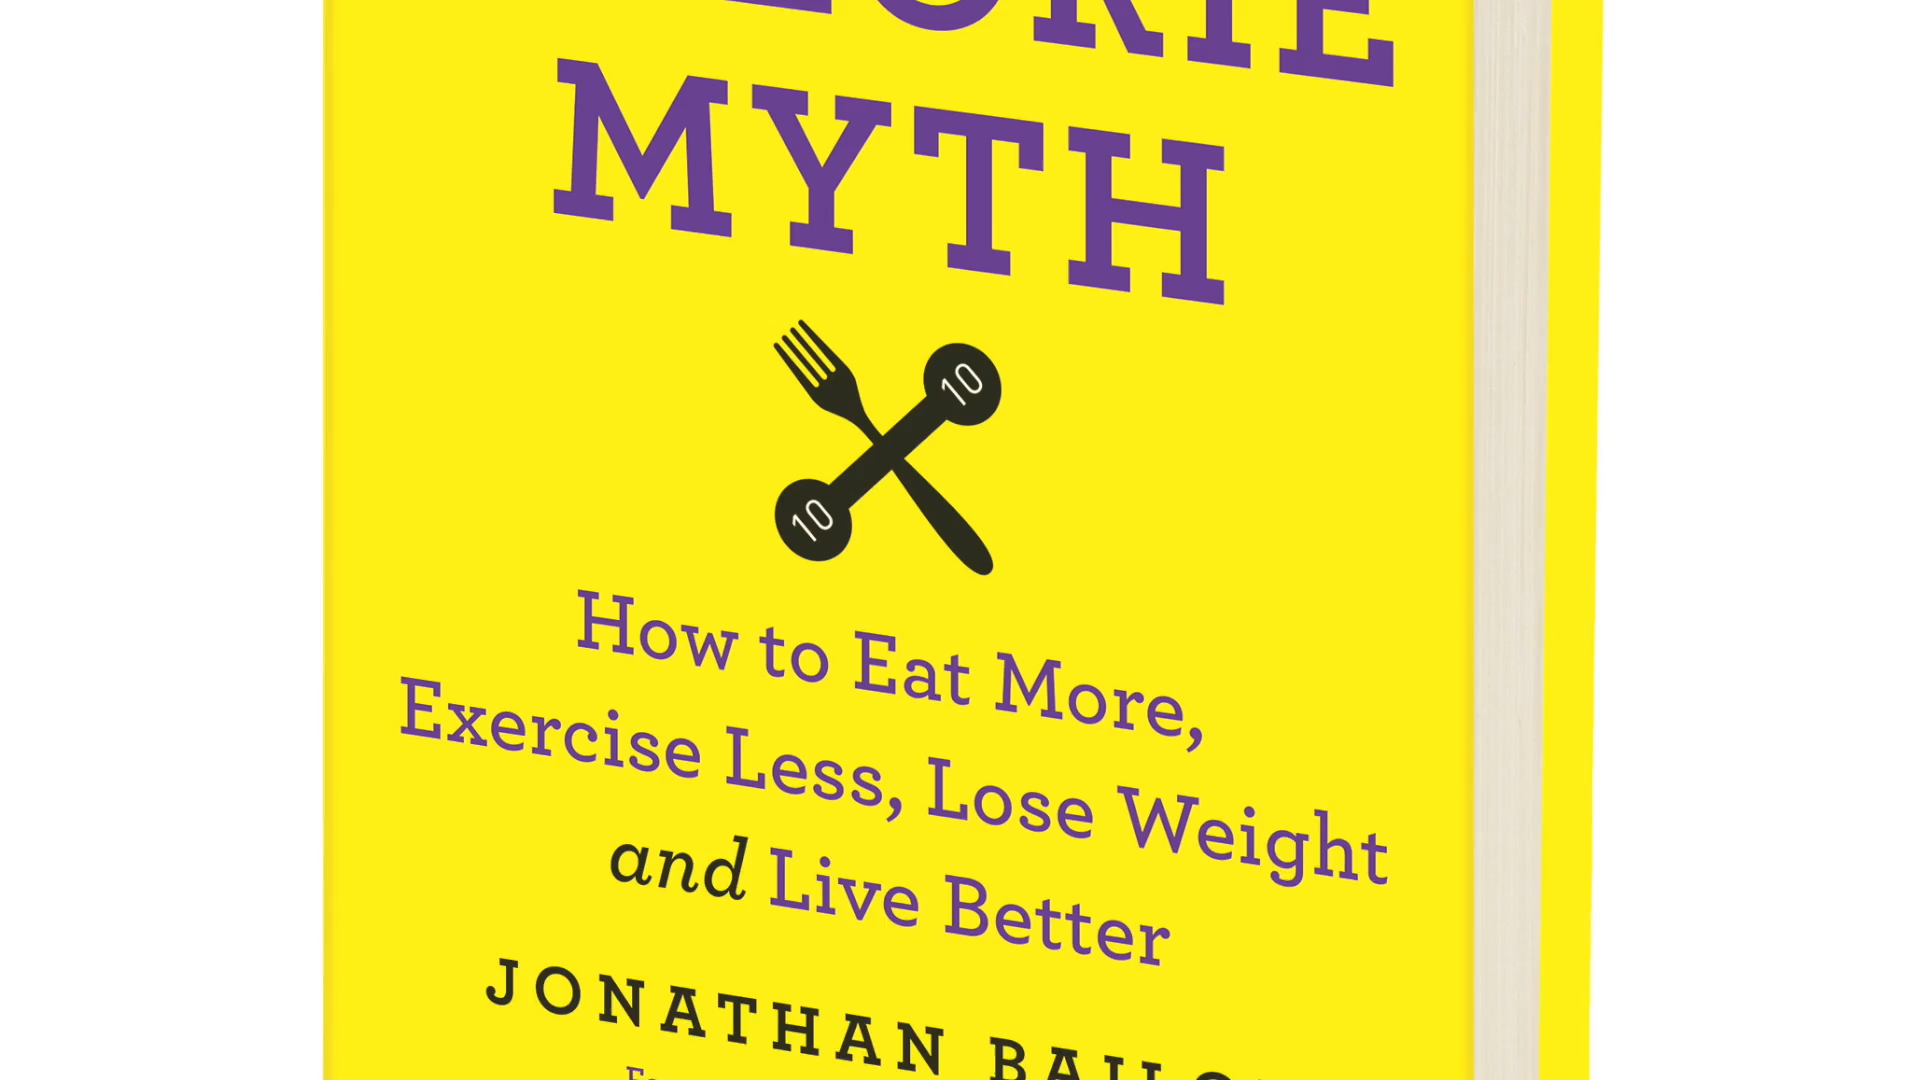 MYTH
10
10
How to Eat More,
Exercise Less, Lose Weight
and Live Better
JONATHAN